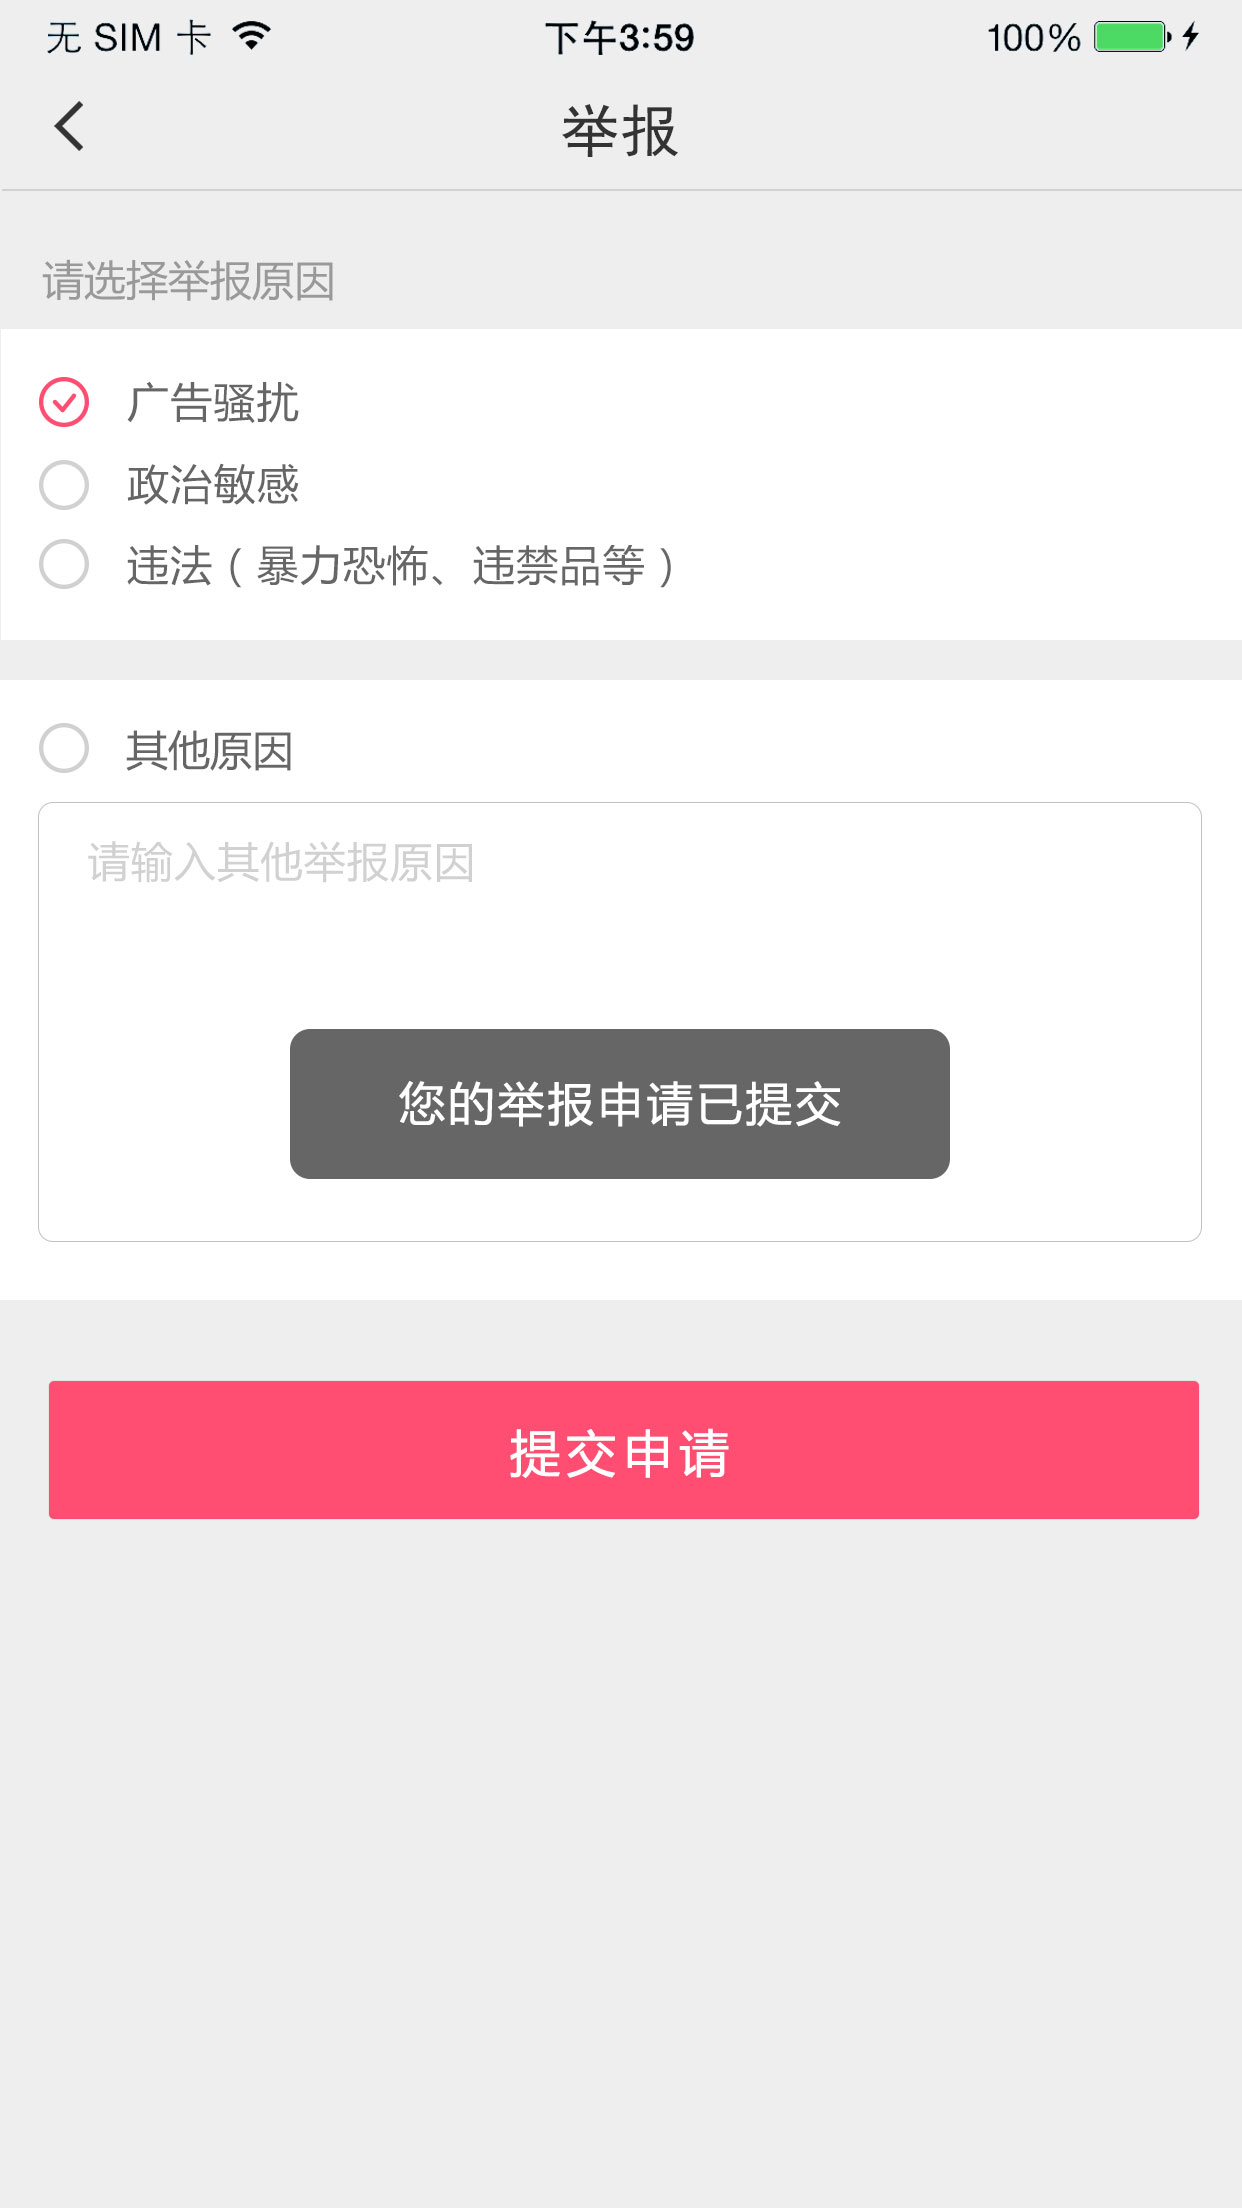 无 SIM 卡 下午3:59 100%
举报
请选择举报原因
广告骚扰
政治敏感
违法（暴力恐怖、违禁品等）
其他原因
请输入其他举报原因
您的举报申请已提交
提交申请